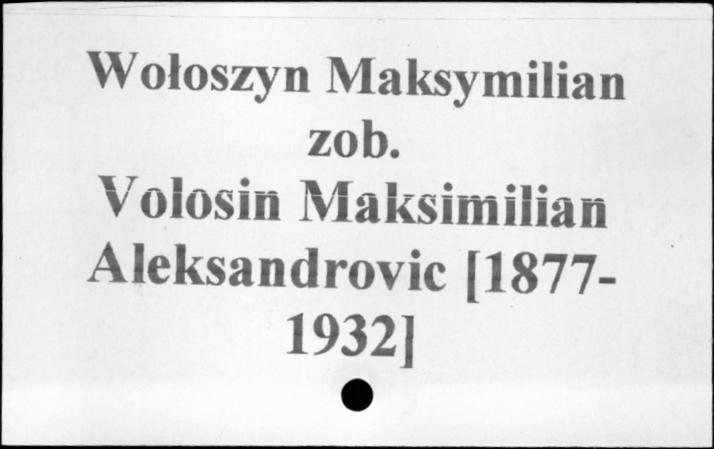 Wołoszyn Maksymilian
zob.
Volosin Maksimilian
Aleksandrovic [1877-
1932]